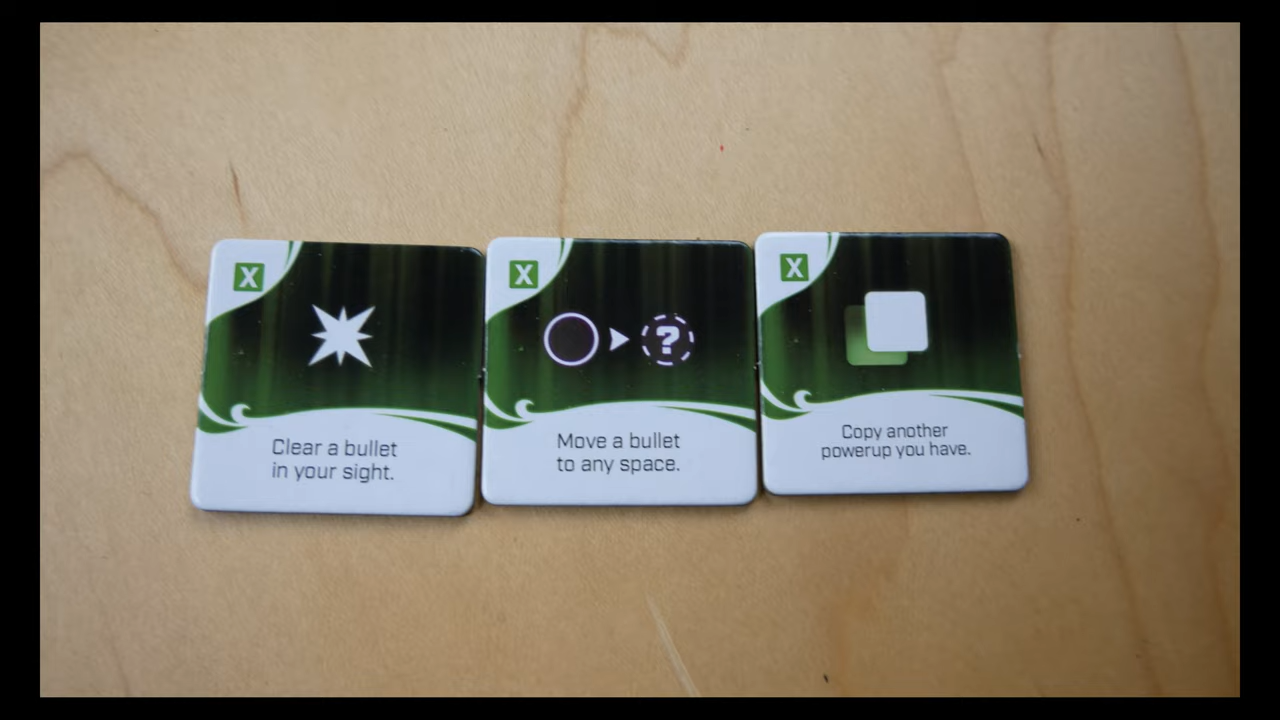 X
Clear a bullet
in your sight.
X
?
Move a bullet
to any space.
X
Copy another
powerup you have.